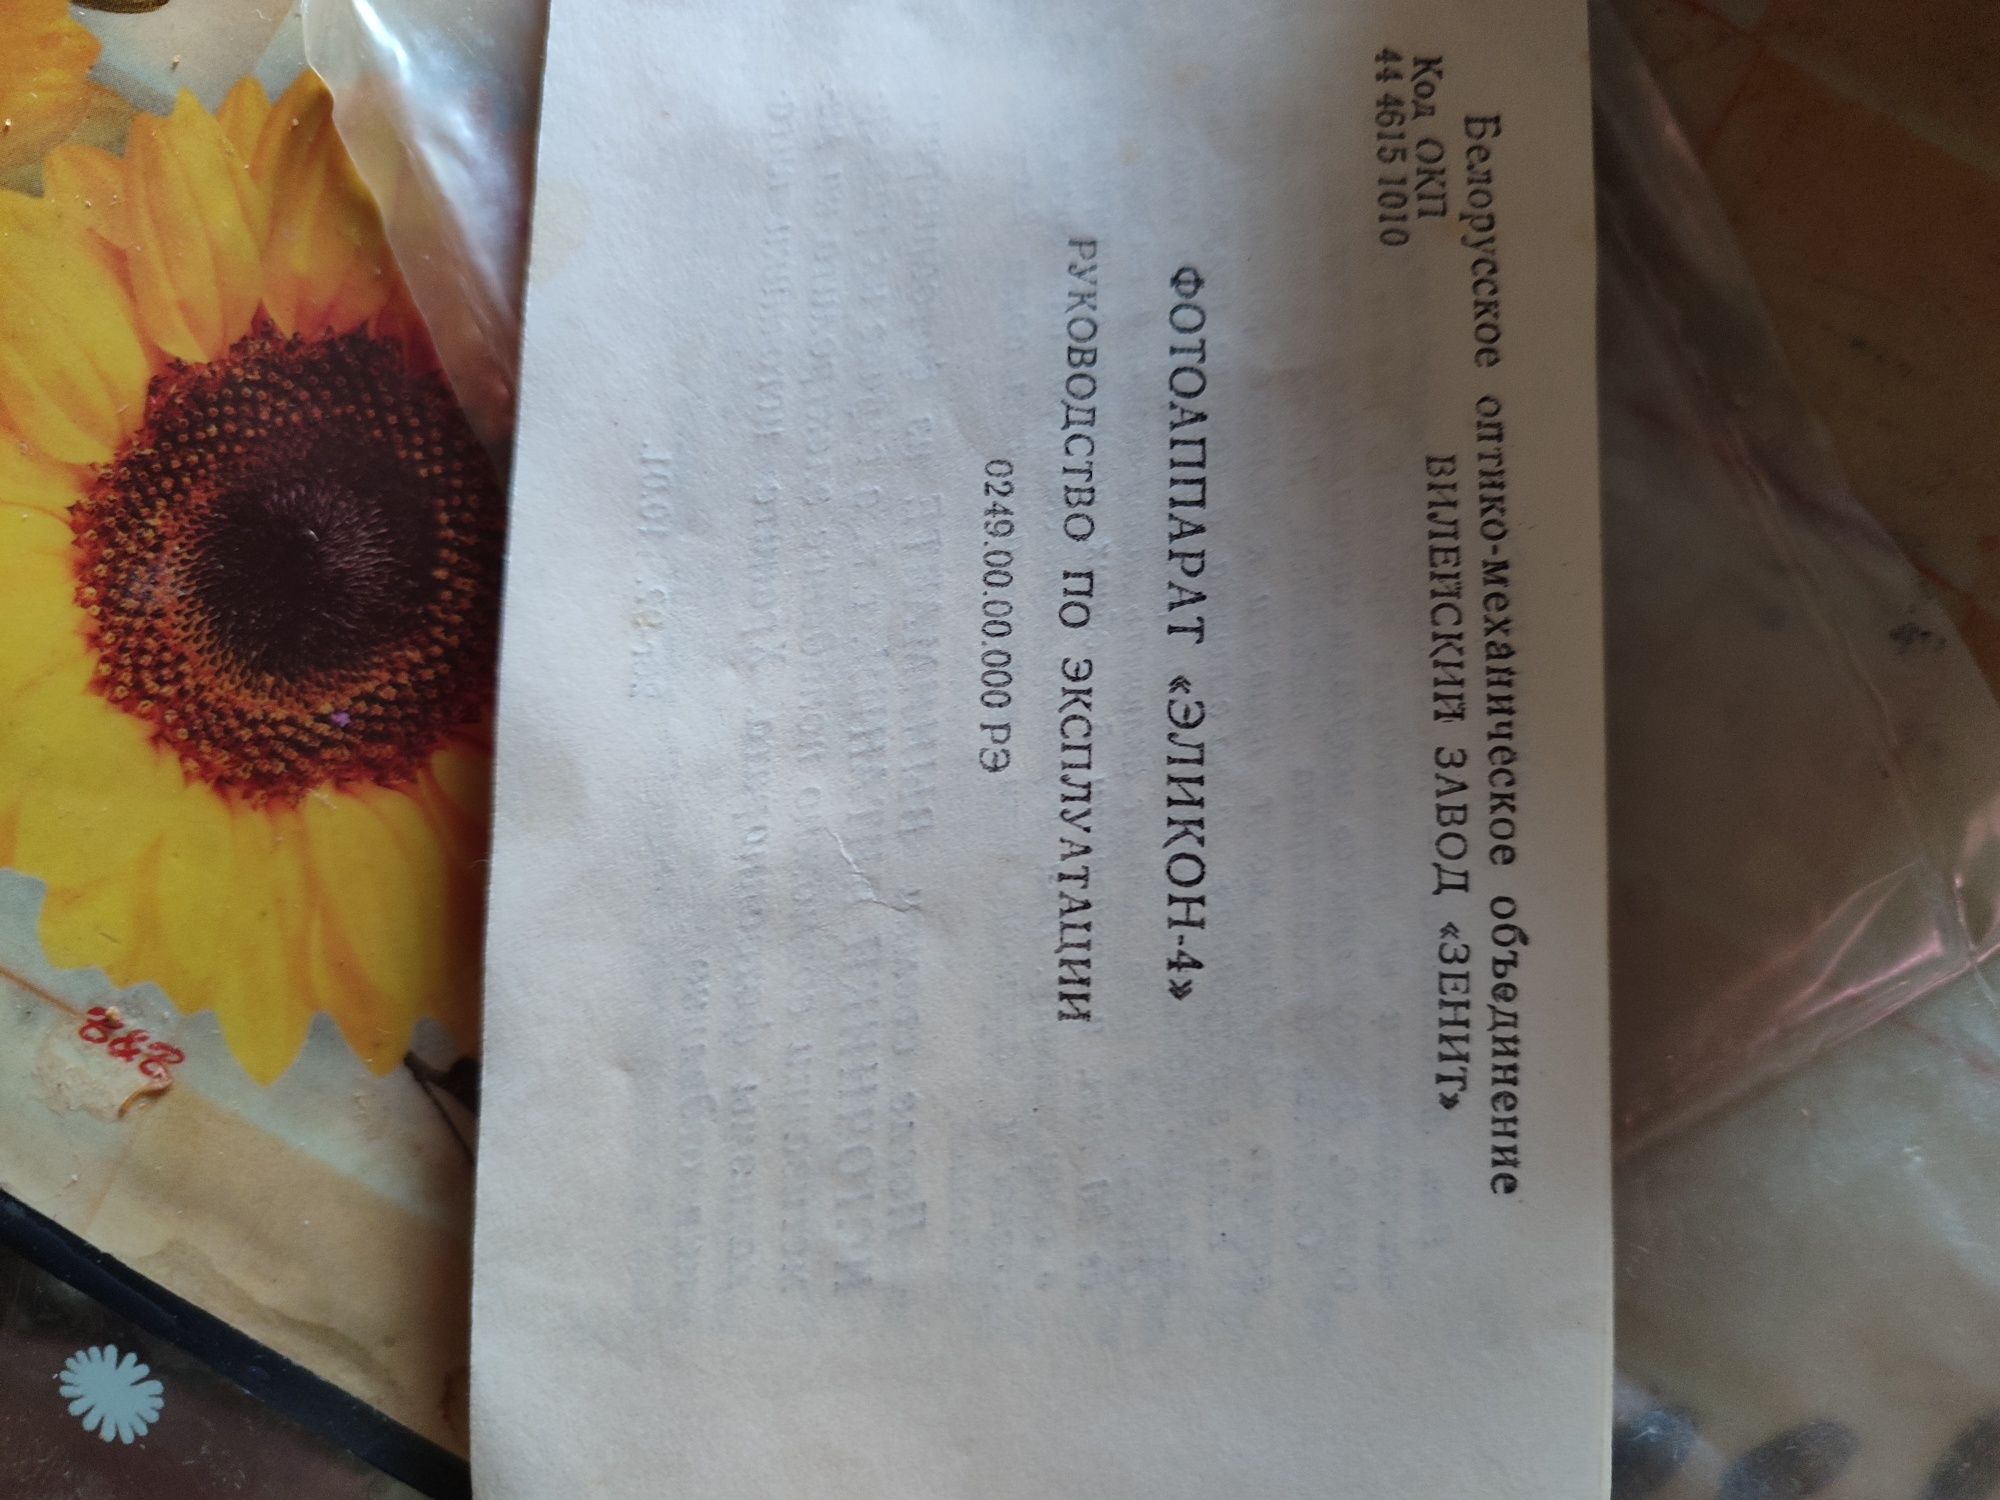 Белорусское оптико-механическое объединение
ВИЛЕЙСКИЙ ЗАВОД «ЗЕНИТ»
Код ОКП
44 4615 1010
ФОТОАППАРАТ «ЭЛИКОН-4»
РУКОВОДСТВО ПО ЭКСПЛУАТАЦИИ
0249.00.00.000 РЭ